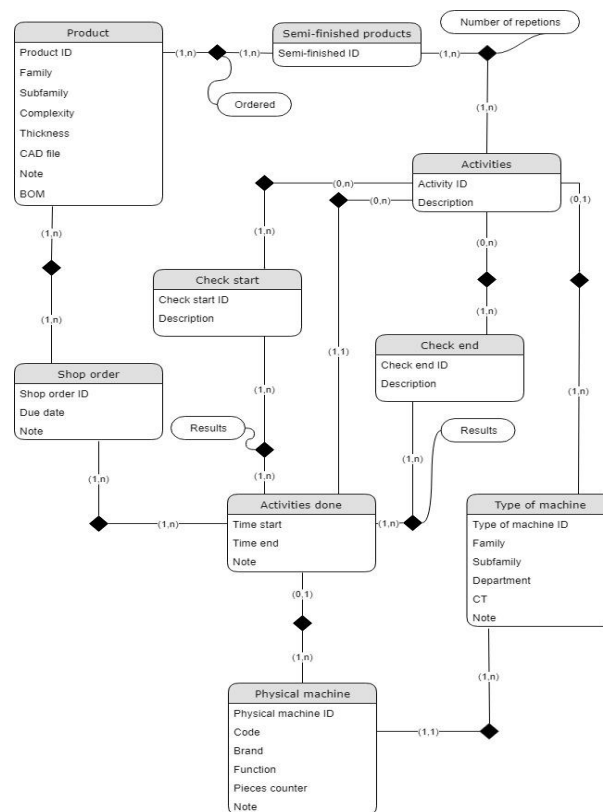 Product
Product ID
Family
Subfamily
Complexity
Thickness
CAD file
Note
BOM
(1,n)
(1,n)
Ordered
Semi-finished products
Semi-finished ID
(1,n)
Number of repetions
(1,n)
Activities
Activity ID
Description
(0,n)
(0,n)
(0,1)
(0,n)
(1,n)
(1,n)
(1,n)
Check start
Check start ID
Description
(1,n)
(1,1)
(1,n)
Check end
Check end ID
Description
Shop order
Shop order ID
Due date
Note
(1,n)
(1,n)
Results
Results
(1,n)
(1,n)
(1,n)
(1,n)
(1,n)
Activities done
Time start
Time end
Note
(1,n)
Type of machine
Type of machine ID
Family
Subfamily
Department
CT
Note
(0,1)
(1,n)
(1,n)
Physical machine
Physical machine ID
Code
Brand
Function
Pieces counter
Note
(1,1)